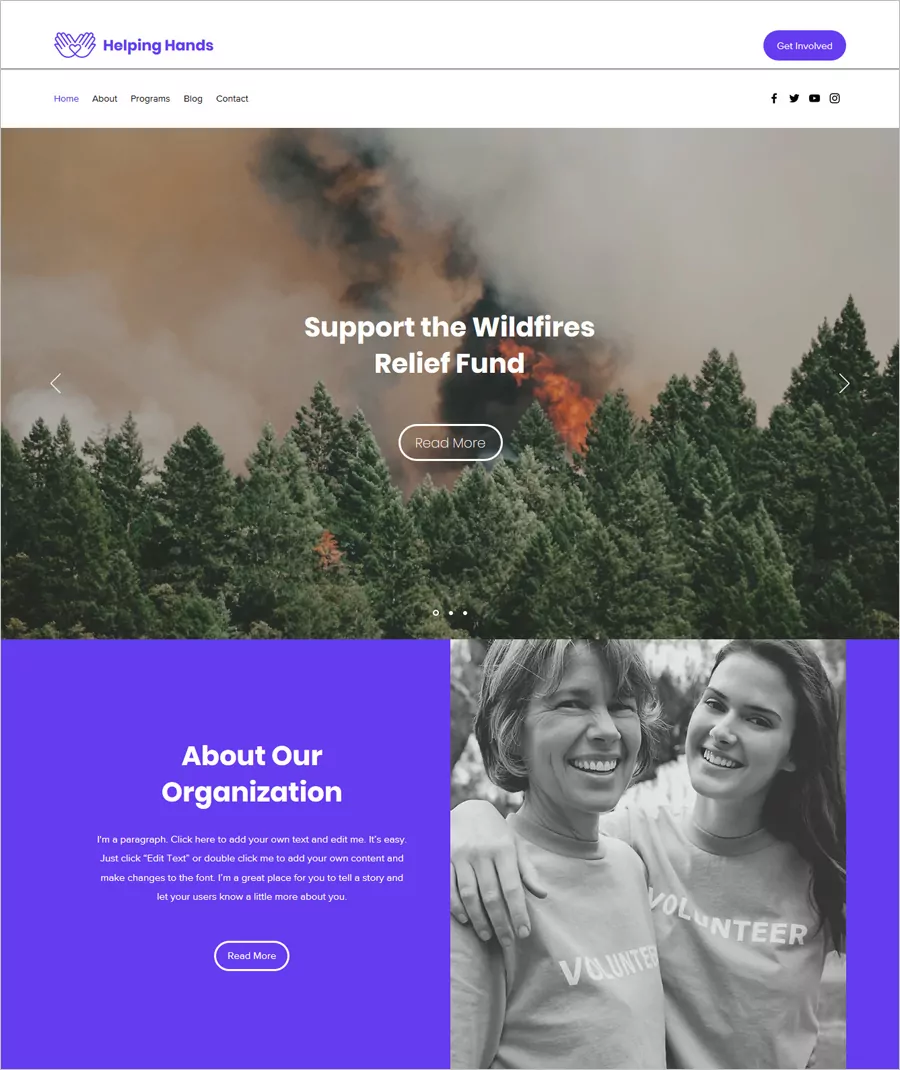 Helping Hands
Get Involved
Home About Programs Blog Contact
Support the Wildfires
Relief Fund
Read More
About Our
Organization
I'm a paragraph. Click here to add your own text and edit me. It's easy.
Just click "Edit Text" or double click me to add your own content and
make changes to the font. I'm a great place for you to tell a story and
let your users know a little more about you.
Read More
VOLUNTEER
VOLUNTEE